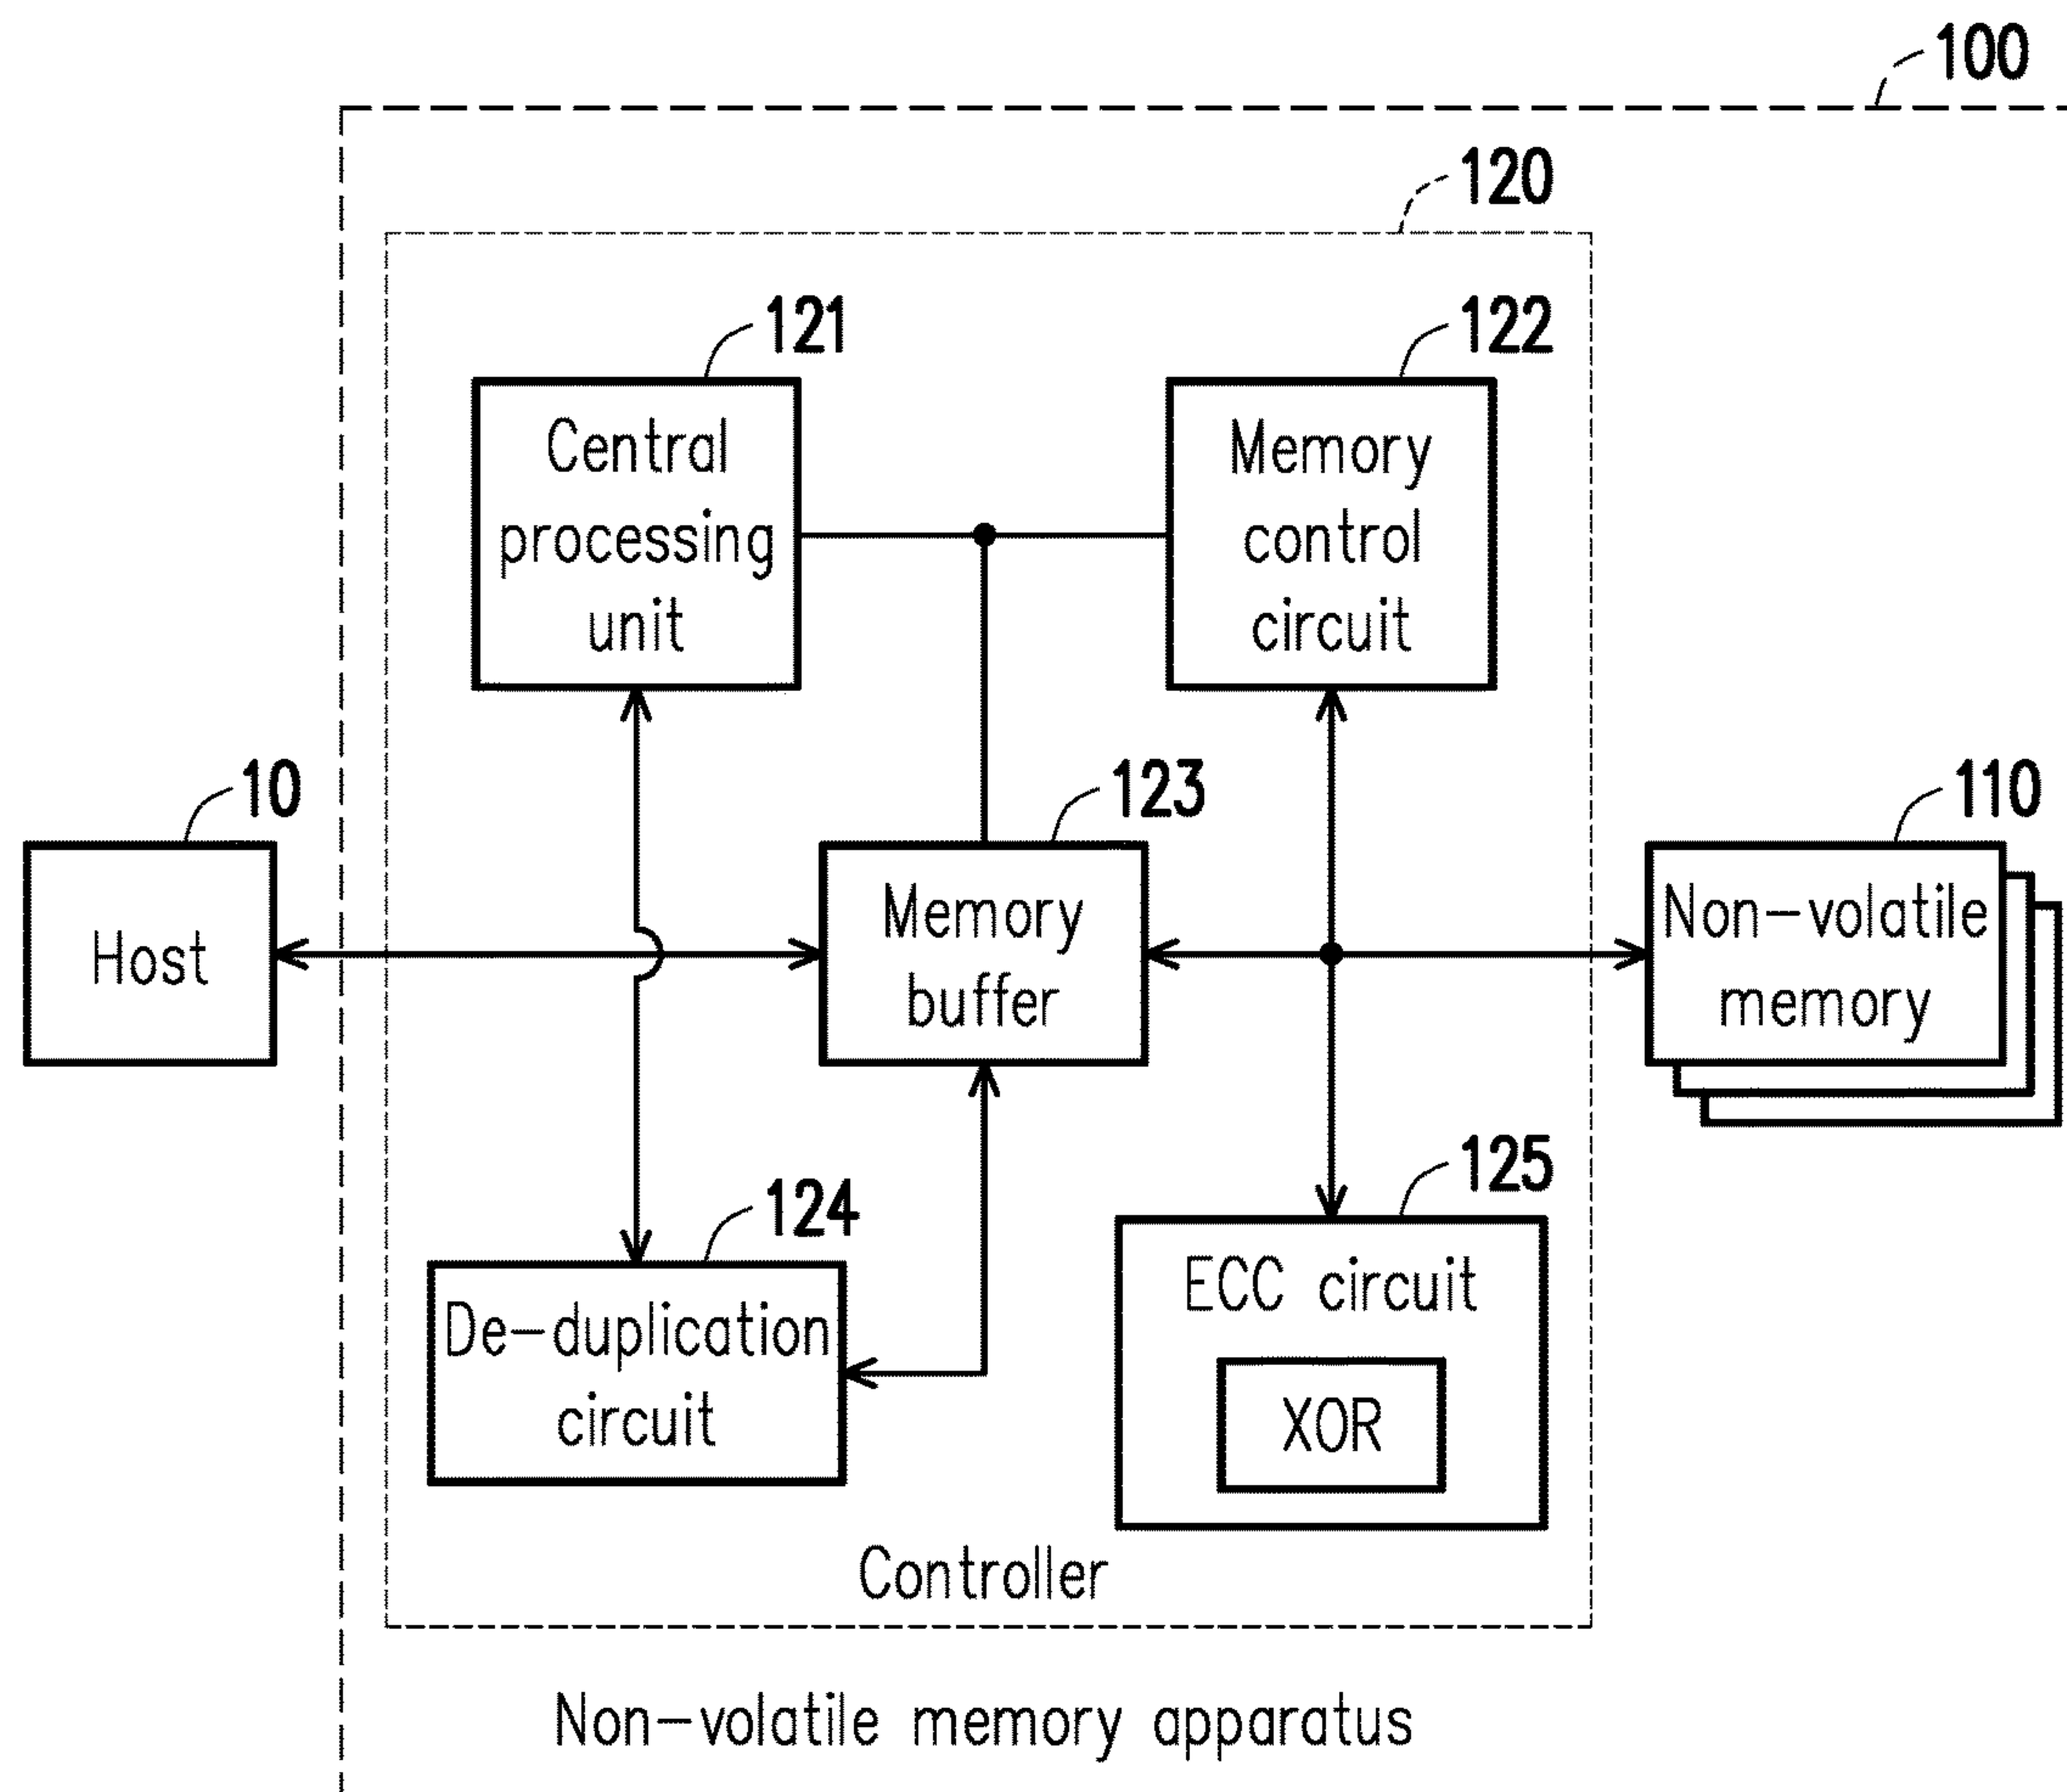 100
120
121
122
Central
processing
unit
Memory
control
circuit
10
123
110
Host
Memory
buffer
Non-volatile
memory
124
125
De-duplication
circuit
ECC circuit
XOR
Controller
Non-volatile memory apparatus